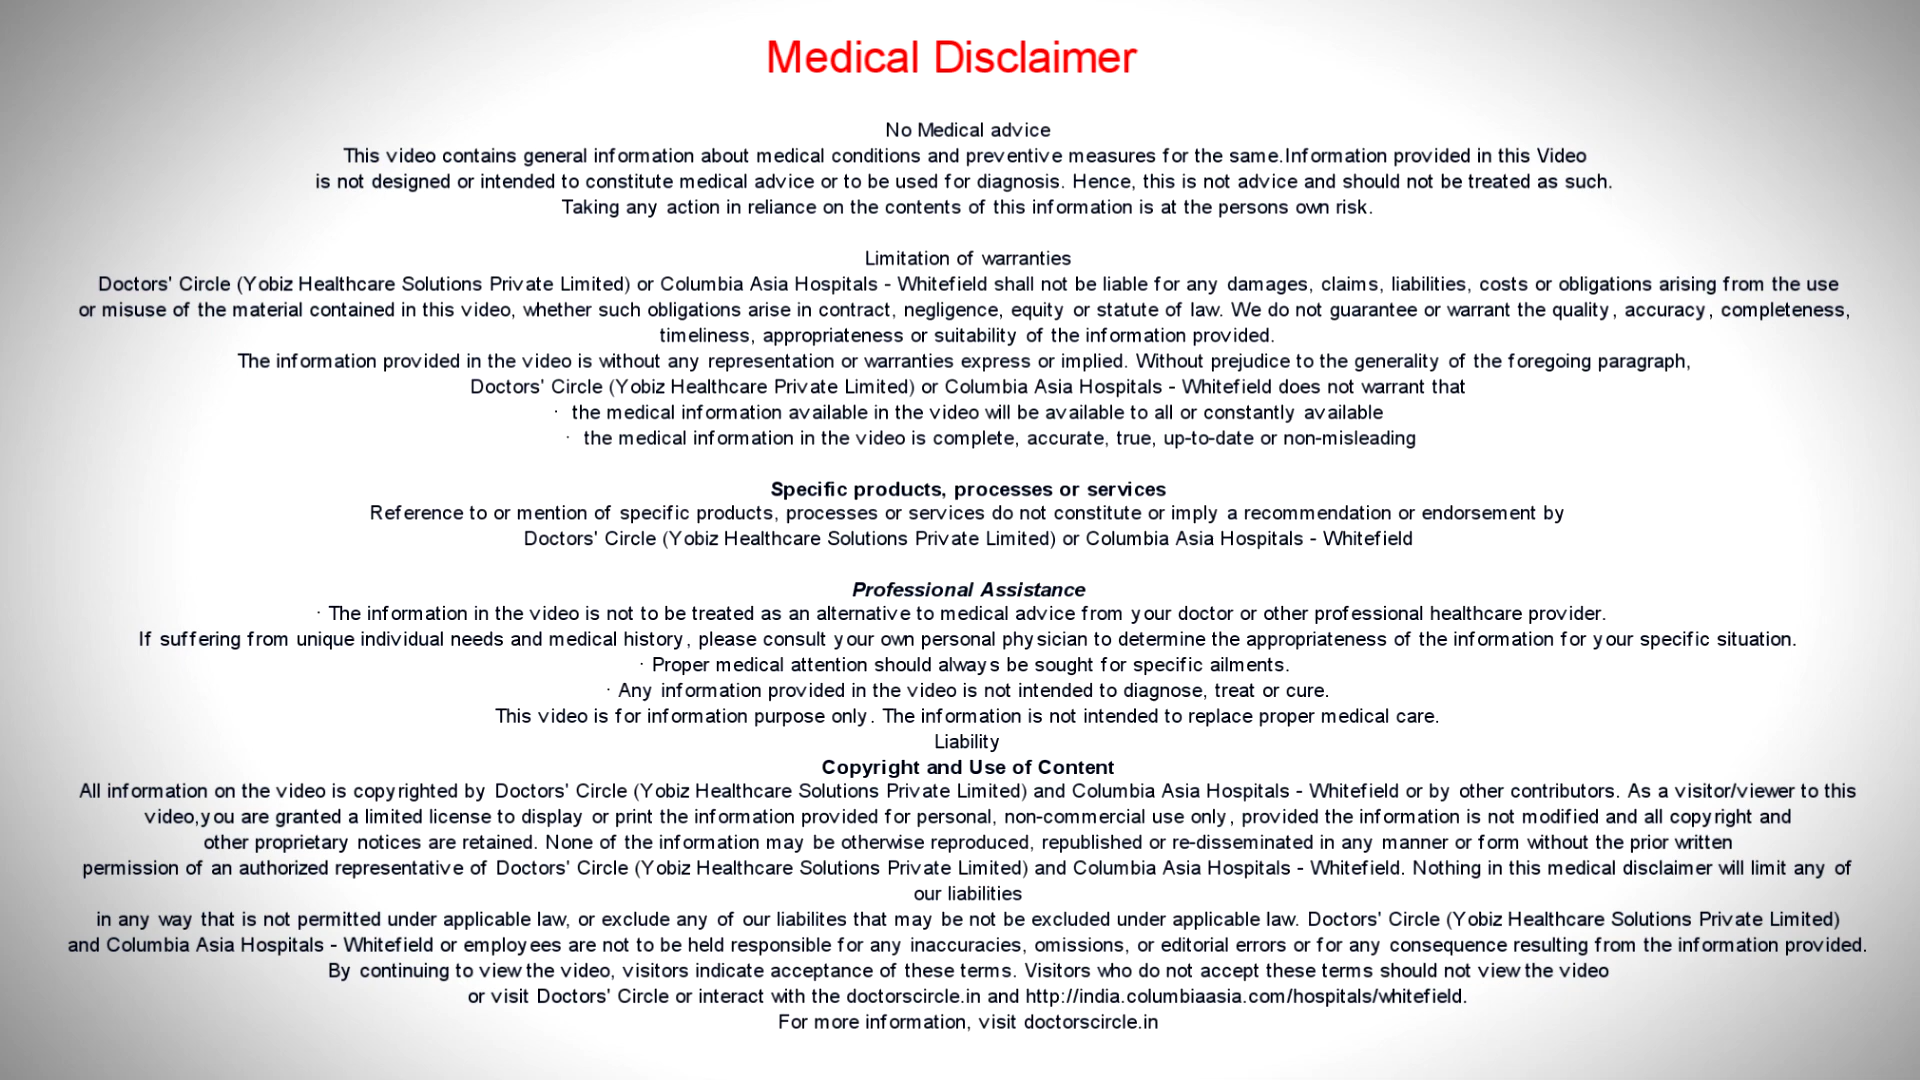 Medical Disclaimer
No Medical advice
This video contains general information about medical conditions and preventive measures for the same.Information provided in this Video
is not designed or intended to constitute medical advice or to be used for diagnosis. Hence, this is not advice and should not be treated as such.
Taking any action in reliance on the contents of this information is at the persons own risk.
Limitation of warranties
Doctors' Circle (Yobiz Healthcare Solutions Private Limited) or Columbia Asia Hospitals - Whitefield shall not be liable for any damages, claims, liabilities, costs or obligations arising from the use
or misuse of the material contained in this video, whether such obligations arise in contract, negligence, equity or statute of law. We do not guarantee or warrant the quality, accuracy, completeness,
timeliness, appropriateness or suitability of the information provided.
The information provided in the video is without any representation or warranties express or implied. Without prejudice to the generality of the foregoing paragraph,
Doctors' Circle (Yobiz Healthcare Private Limited) or Columbia Asia Hospitals - Whitefield does not warrant that
· the medical information available in the video will be available to all or constantly available
· the medical information in the video is complete, accurate, true, up-to-date or non-misleading
Specific products, processes or services
Reference to or mention of specific products, processes or services do not constitute or imply a recommendation or endorsement by
Doctors' Circle (Yobiz Healthcare Solutions Private Limited) or Columbia Asia Hospitals - Whitefield
Professional Assistance
· The information in the video is not to be treated as an alternative to medical advice from your doctor or other professional healthcare provider.
If suffering from unique individual needs and medical history, please consult your own personal physician to determine the appropriateness of the information for your specific situation.
· Proper medical attention should always be sought for specific ailments.
· Any information provided in the video is not intended to diagnose, treat or cure.
This video is for information purpose only. The information is not intended to replace proper medical care.
Liability
Copyright and Use of Content
All information on the video is copyrighted by Doctors' Circle (Yobiz Healthcare Solutions Private Limited) and Columbia Asia Hospitals - Whitefield or by other contributors. As a visitor/viewer to this
video,you are granted a limited license to display or print the information provided for personal, non-commercial use only, provided the information is not modified and all copyright and
other proprietary notices are retained. None of the information may be otherwise reproduced, republished or re-disseminated in any manner or form without the prior written
permission of an authorized representative of Doctors' Circle (Yobiz Healthcare Solutions Private Limited) and Columbia Asia Hospitals - Whitefield. Nothing in this medical disclaimer will limit any of
our liabilities
in any way that is not permitted under applicable law, or exclude any of our liabilites that may be not be excluded under applicable law. Doctors' Circle (Yobiz Healthcare Solutions Private Limited)
and Columbia Asia Hospitals - Whitefield or employees are not to be held responsible for any inaccuracies, omissions, or editorial errors or for any consequence resulting from the information provided.
By continuing to view the video, visitors indicate acceptance of these terms. Visitors who do not accept these terms should not view the video
or visit Doctors' Circle or interact with the doctorscircle.in and http://india.columbiaasia.com/hospitals/whitefield.
For more information, visit doctorscircle.in